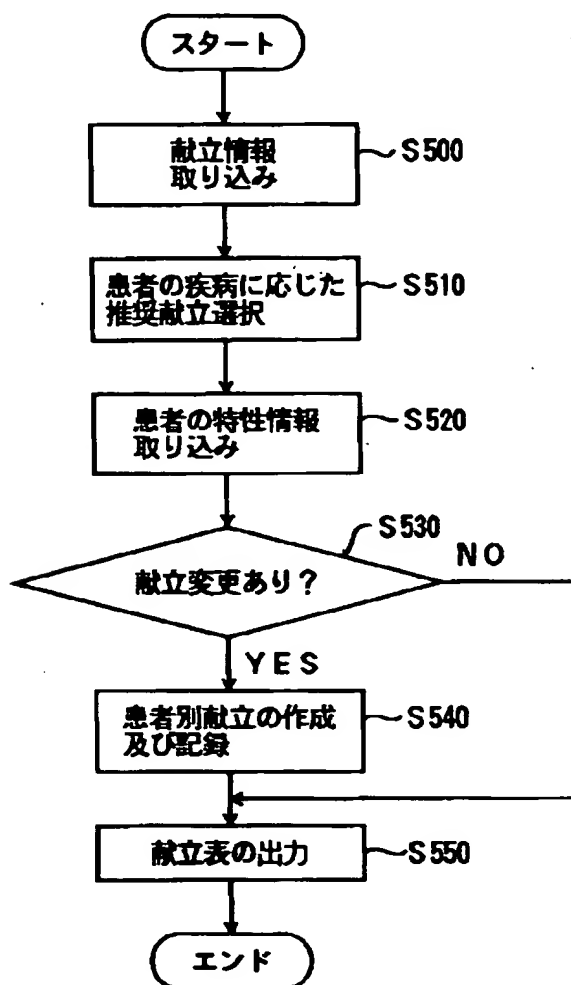 スタート
献立情報
取り込み
S500
患者の疾病に応じた
推奨献立選択
S510
患者の特性情報
取り込み
S520
S530
献立変更あり？
NO
YES
患者別献立の作成
及び記録
S540
献立表の出力
S550
エンド